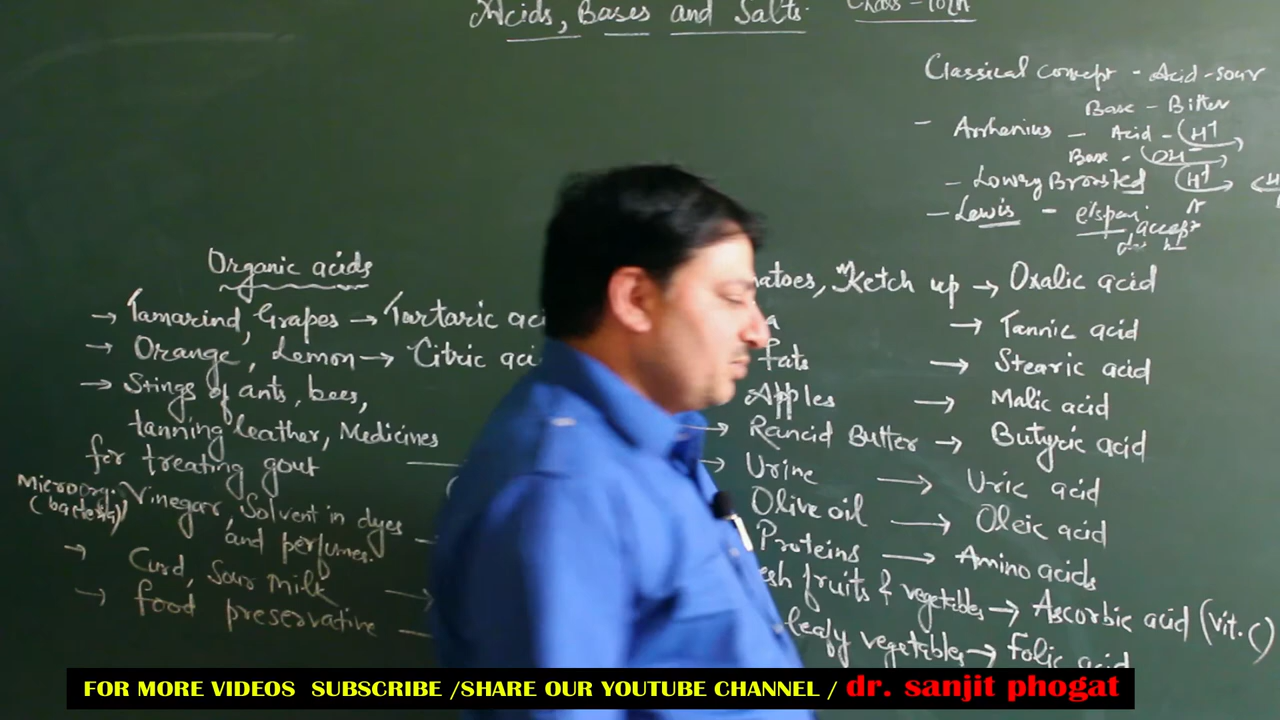 Acids, Bases and Salts. Class - 10th
Classical concept - Acid - sour
Base - Bitter
- Arrhenius - Acid - (H+
Base - (OH-
- Lowry Bronsted (H+
- Lewis -
Organic acids
→ Tamarind, Grapes → Tartaric aci
→ Orange, Lemon → Citric aci
→ Stings of ants, bees,
tanning leather, Medicines
for treating gout
Microorg. (bacteria) Vinegar, Solvent in dyes
and perfumes.
→ Curd, Sour Milk →
→ food preservative
matoes, Ketch up → Oxalic acid
a → Tannic acid
fats → Stearic acid
Apples → Malic acid
→ Rancid Butter → Butyric acid
→ Urine → Uric acid
Olive oil → Oleic acid
Proteins → Amino acids
esh fruits & vegetables → Ascorbic acid (vit. C)
leafy vegetables → Folic acid
FOR MORE VIDEOS SUBSCRIBE /SHARE OUR YOUTUBE CHANNEL / dr. sanjit phogat